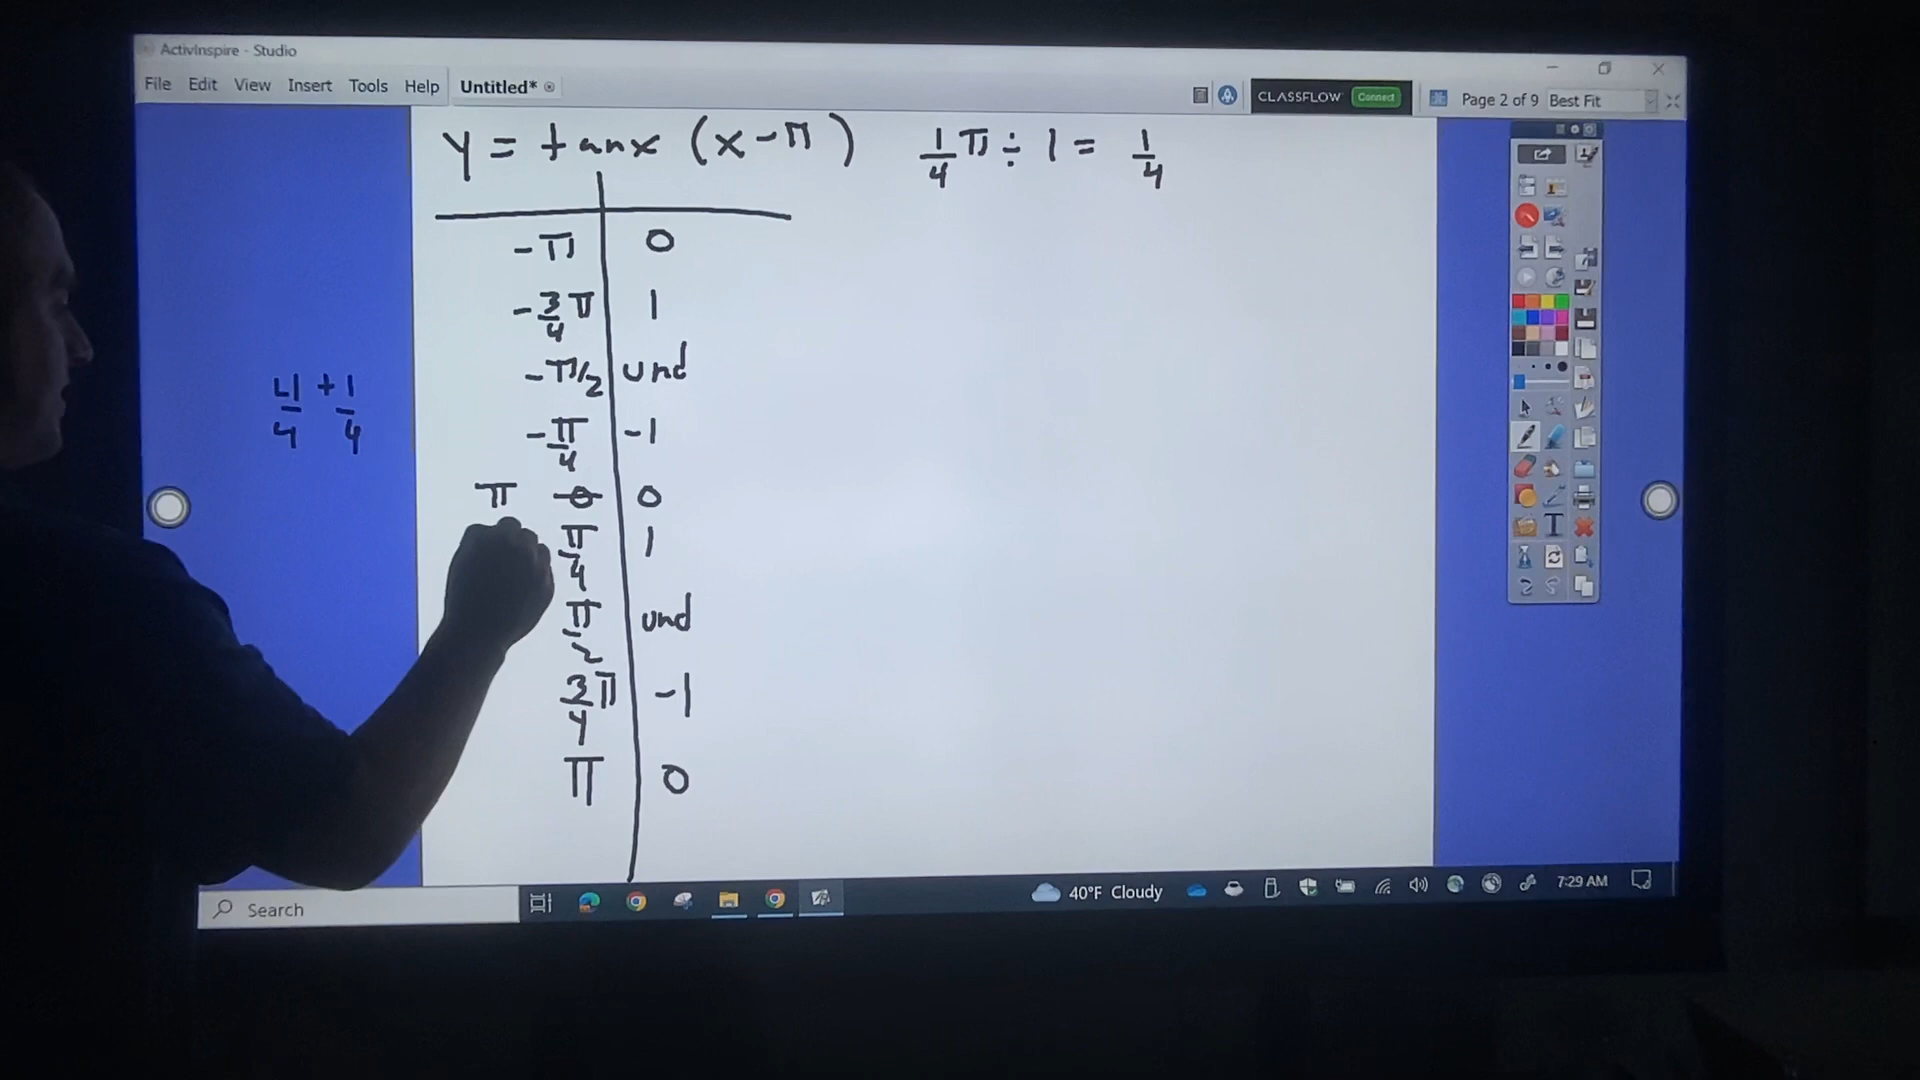 ActivInspire - Studio
File Edit View Insert Tools Help Untitled*
CLASSFLOW Connect Page 2 of 9 Best Fit
y = tanx (x-π) 1/4 π ÷ 1 = 1/4
-π 0
-3/4 π 1
-π/2 und
4/4 + 1/4
-π/4 -1
π 0 0
π/4 1
π/2 und
3/4 π -1
π 0
Search 40°F Cloudy 7:29 AM